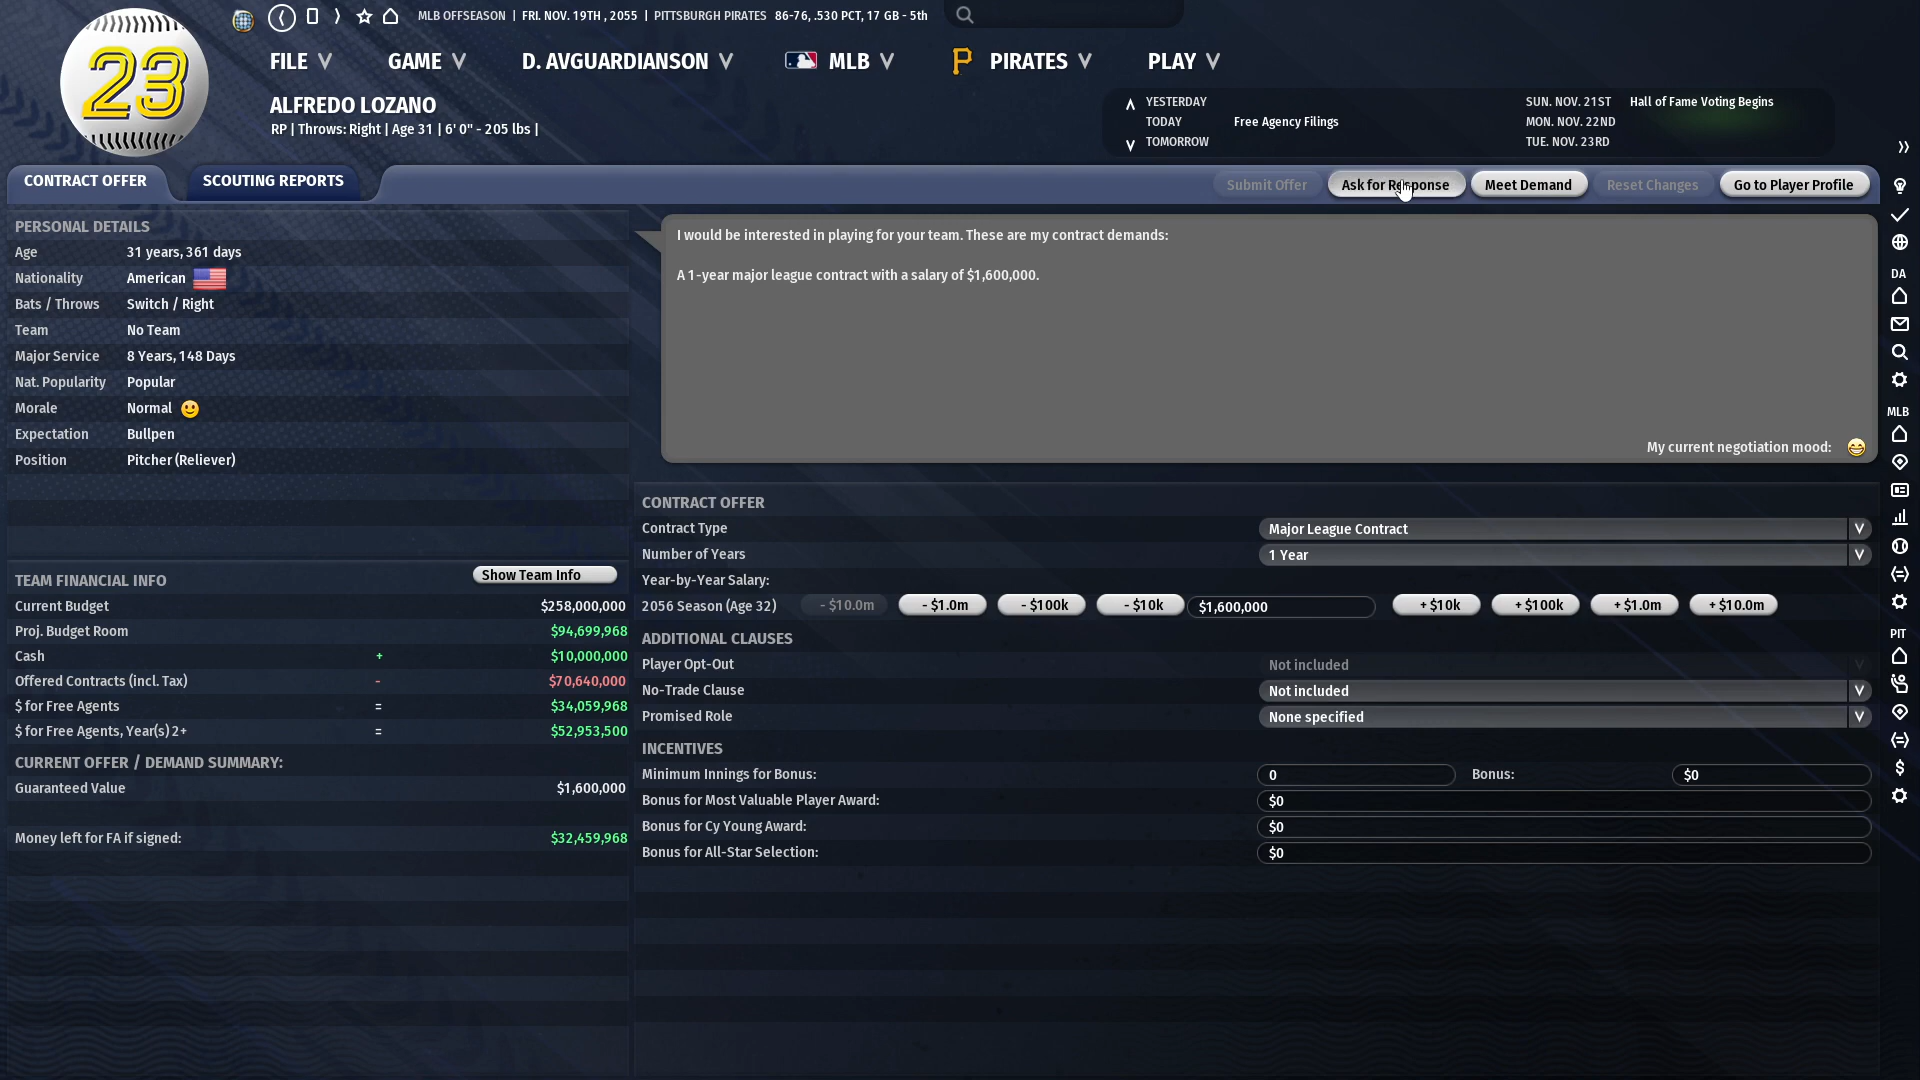 MLB OFFSEASON | FRI. NOV. 19TH , 2055 | PITTSBURGH PIRATES 86-76, .530 PCT, 17 GB - 5th
23
FILE
GAME
D. AVGUARDIANSON
MLB
P PIRATES
PLAY
ALFREDO LOZANO
RP | Throws: Right | Age 31 | 6' 0" - 205 lbs |
YESTERDAY
TODAY Free Agency Filings
TOMORROW
SUN. NOV. 21ST Hall of Fame Voting Begins
MON. NOV. 22ND
TUE. NOV. 23RD
CONTRACT OFFER
SCOUTING REPORTS
Submit Offer
Ask for Response
Meet Demand
Reset Changes
Go to Player Profile
PERSONAL DETAILS
Age 31 years, 361 days
Nationality American
Bats / Throws Switch / Right
Team No Team
Major Service 8 Years, 148 Days
Nat. Popularity Popular
Morale Normal
Expectation Bullpen
Position Pitcher (Reliever)
I would be interested in playing for your team. These are my contract demands:
A 1-year major league contract with a salary of $1,600,000.
My current negotiation mood:
TEAM FINANCIAL INFO Show Team Info
Current Budget $258,000,000
Proj. Budget Room $94,699,968
Cash + $10,000,000
Offered Contracts (incl. Tax) - $70,640,000
$ for Free Agents = $34,059,968
$ for Free Agents, Year(s) 2+ = $52,953,500
CURRENT OFFER / DEMAND SUMMARY:
Guaranteed Value $1,600,000
Money left for FA if signed: $32,459,968
CONTRACT OFFER
Contract Type Major League Contract
Number of Years 1 Year
Year-by-Year Salary:
2056 Season (Age 32) - $10.0m - $1.0m - $100k - $10k $1,600,000 + $10k + $100k + $1.0m + $10.0m
ADDITIONAL CLAUSES
Player Opt-Out Not included
No-Trade Clause Not included
Promised Role None specified
INCENTIVES
Minimum Innings for Bonus: 0 Bonus: $0
Bonus for Most Valuable Player Award: $0
Bonus for Cy Young Award: $0
Bonus for All-Star Selection: $0
DA
MLB
PIT
$